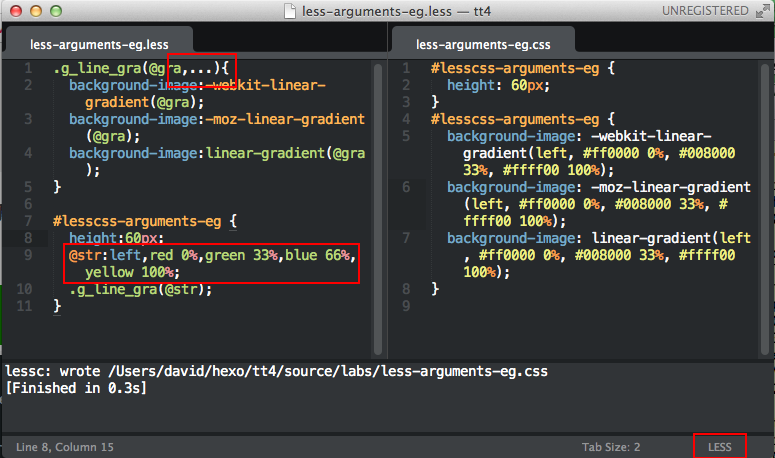 less-arguments-eg.less — tt4
UNREGISTERED
less-arguments-eg.less
1 .g_line_gra(@gra,...){
2 background-image:-webkit-linear-
gradient(@gra);
3 background-image:-moz-linear-gradient
(@gra);
4 background-image:linear-gradient(@gra
);
5 }
6
7 #lesscss-arguments-eg {
8 height:60px;
9 @str:left,red 0%,green 33%,blue 66%,
yellow 100%;
10 .g_line_gra(@str);
11 }
less-arguments-eg.css
1 #lesscss-arguments-eg {
2 height: 60px;
3 }
4 #lesscss-arguments-eg {
5 background-image: -webkit-linear-
gradient(left, #ff0000 0%, #008000
33%, #ffff00 100%);
6 background-image: -moz-linear-gradient
(left, #ff0000 0%, #008000 33%, #
ffff00 100%);
7 background-image: linear-gradient(left
, #ff0000 0%, #008000 33%, #ffff00
100%);
8 }
9
lessc: wrote /Users/david/hexo/tt4/source/labs/less-arguments-eg.css
[Finished in 0.3s]
Line 8, Column 15
Tab Size: 2
LESS